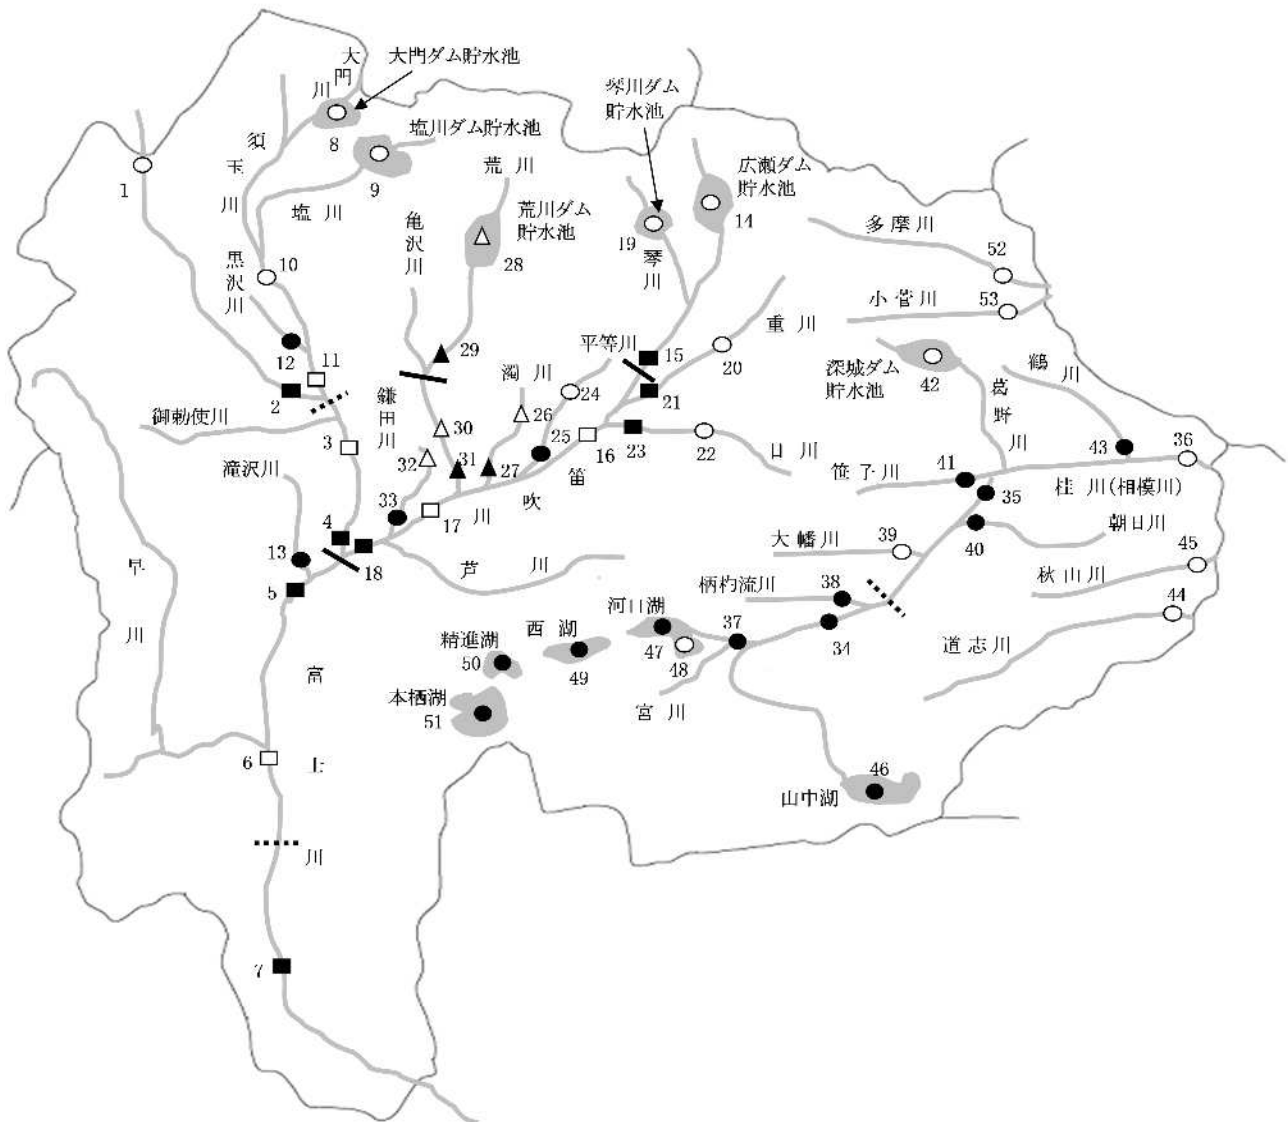 大門川
大門ダム貯水池
8
琴川ダム
貯水池
須玉川
塩川ダム貯水池
9
荒川
広瀬ダム
貯水池
14
1
塩川
亀沢川
荒川ダム
貯水池
28
19
琴川
多摩川
52
黒沢川
10
小菅川
53
重川
12
11
29
平等川
15
20
深城ダム
貯水池
42
鶴川
葛野川
2
濁川
24
21
御勅使川
鎌田川
30
26
3
32
31
27
25
16
23
22
日川
笹子川
41
43
36
桂川(相模川)
滝沢川
33
17
笛吹川
35
4
40
朝日川
13
18
芦川
大幡川
39
45
5
秋山川
早川
柄杓流川
38
44
河口湖
西湖
精進湖
50
49
47
48
37
34
道志川
富士川
本栖湖
51
宮川
6
46
山中湖
7